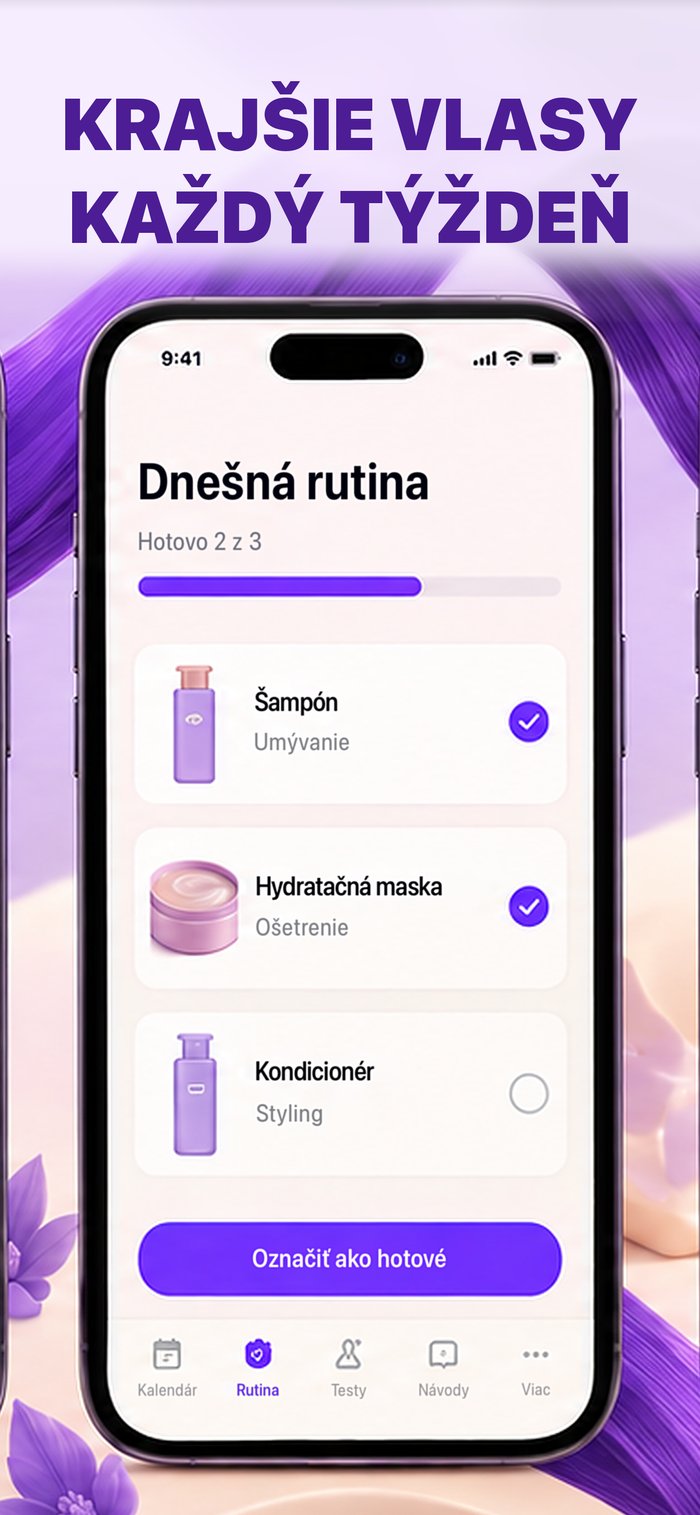 KRAJŠIE VLASY
KAŽDÝ TÝŽDEŇ
9:41
Dnešná rutina
Hotovo 2 z 3
Šampón
Umývanie
Hydratačná maska
Ošetrenie
Kondicionér
Styling
Označiť ako hotové
Kalendár Rutina Testy Návody Viac